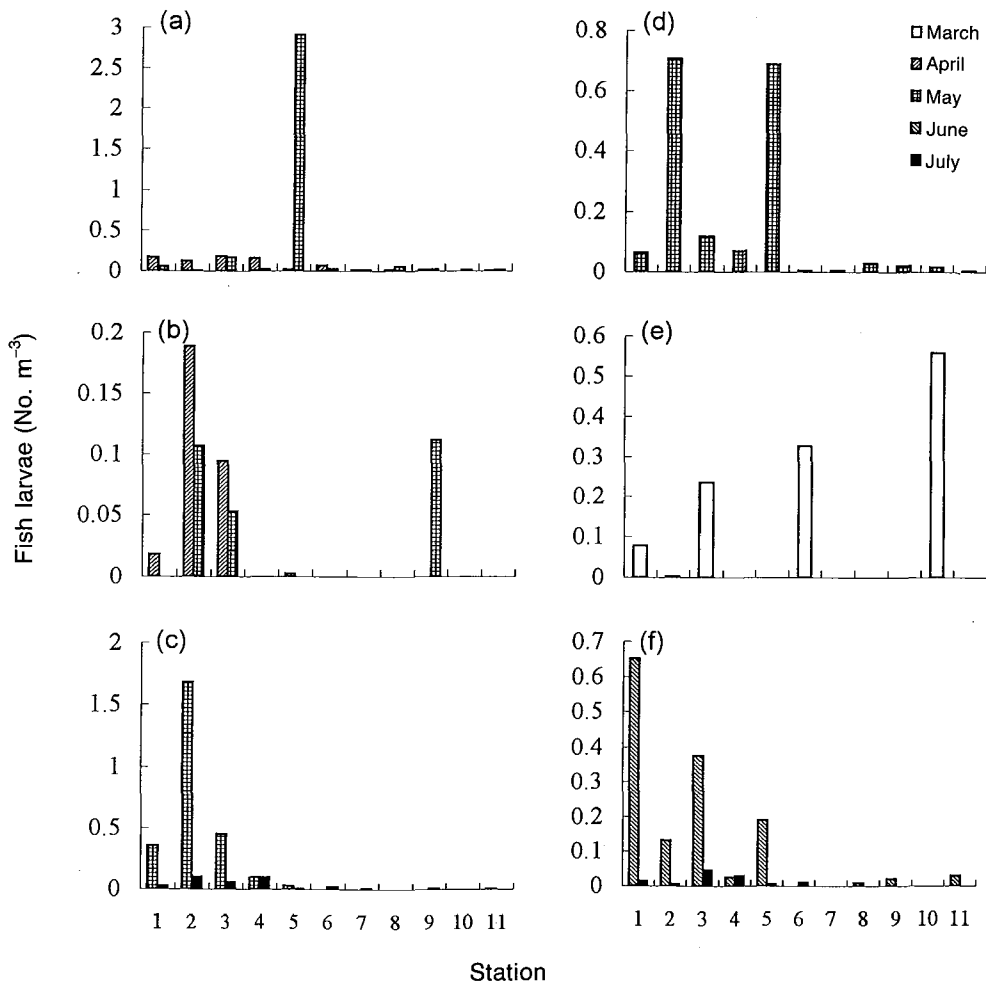 (a)
3
2.5
2
1.5
1
0.5
0
(d)
0.8
0.6
0.4
0.2
0
March
April
May
June
July
(b)
0.2
0.15
0.1
0.05
0
(e)
0.6
0.5
0.4
0.3
0.2
0.1
0
Fish larvae (No. m⁻³)
(c)
2
1.5
1
0.5
0
1 2 3 4 5 6 7 8 9 10 11
(f)
0.7
0.6
0.5
0.4
0.3
0.2
0.1
0
1 2 3 4 5 6 7 8 9 10 11
Station